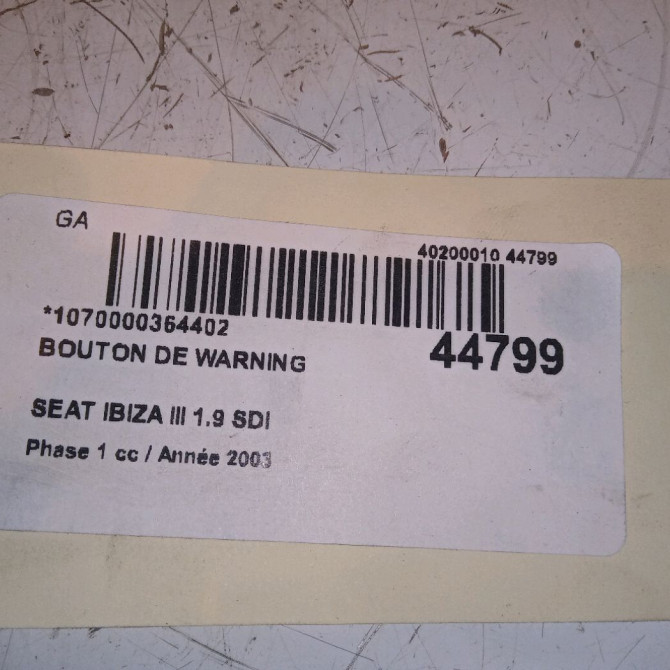 GA
40200010 44799
*1070000364402
44799
BOUTON DE WARNING
SEAT IBIZA III 1.9 SDI
Phase 1 cc / Année 2003